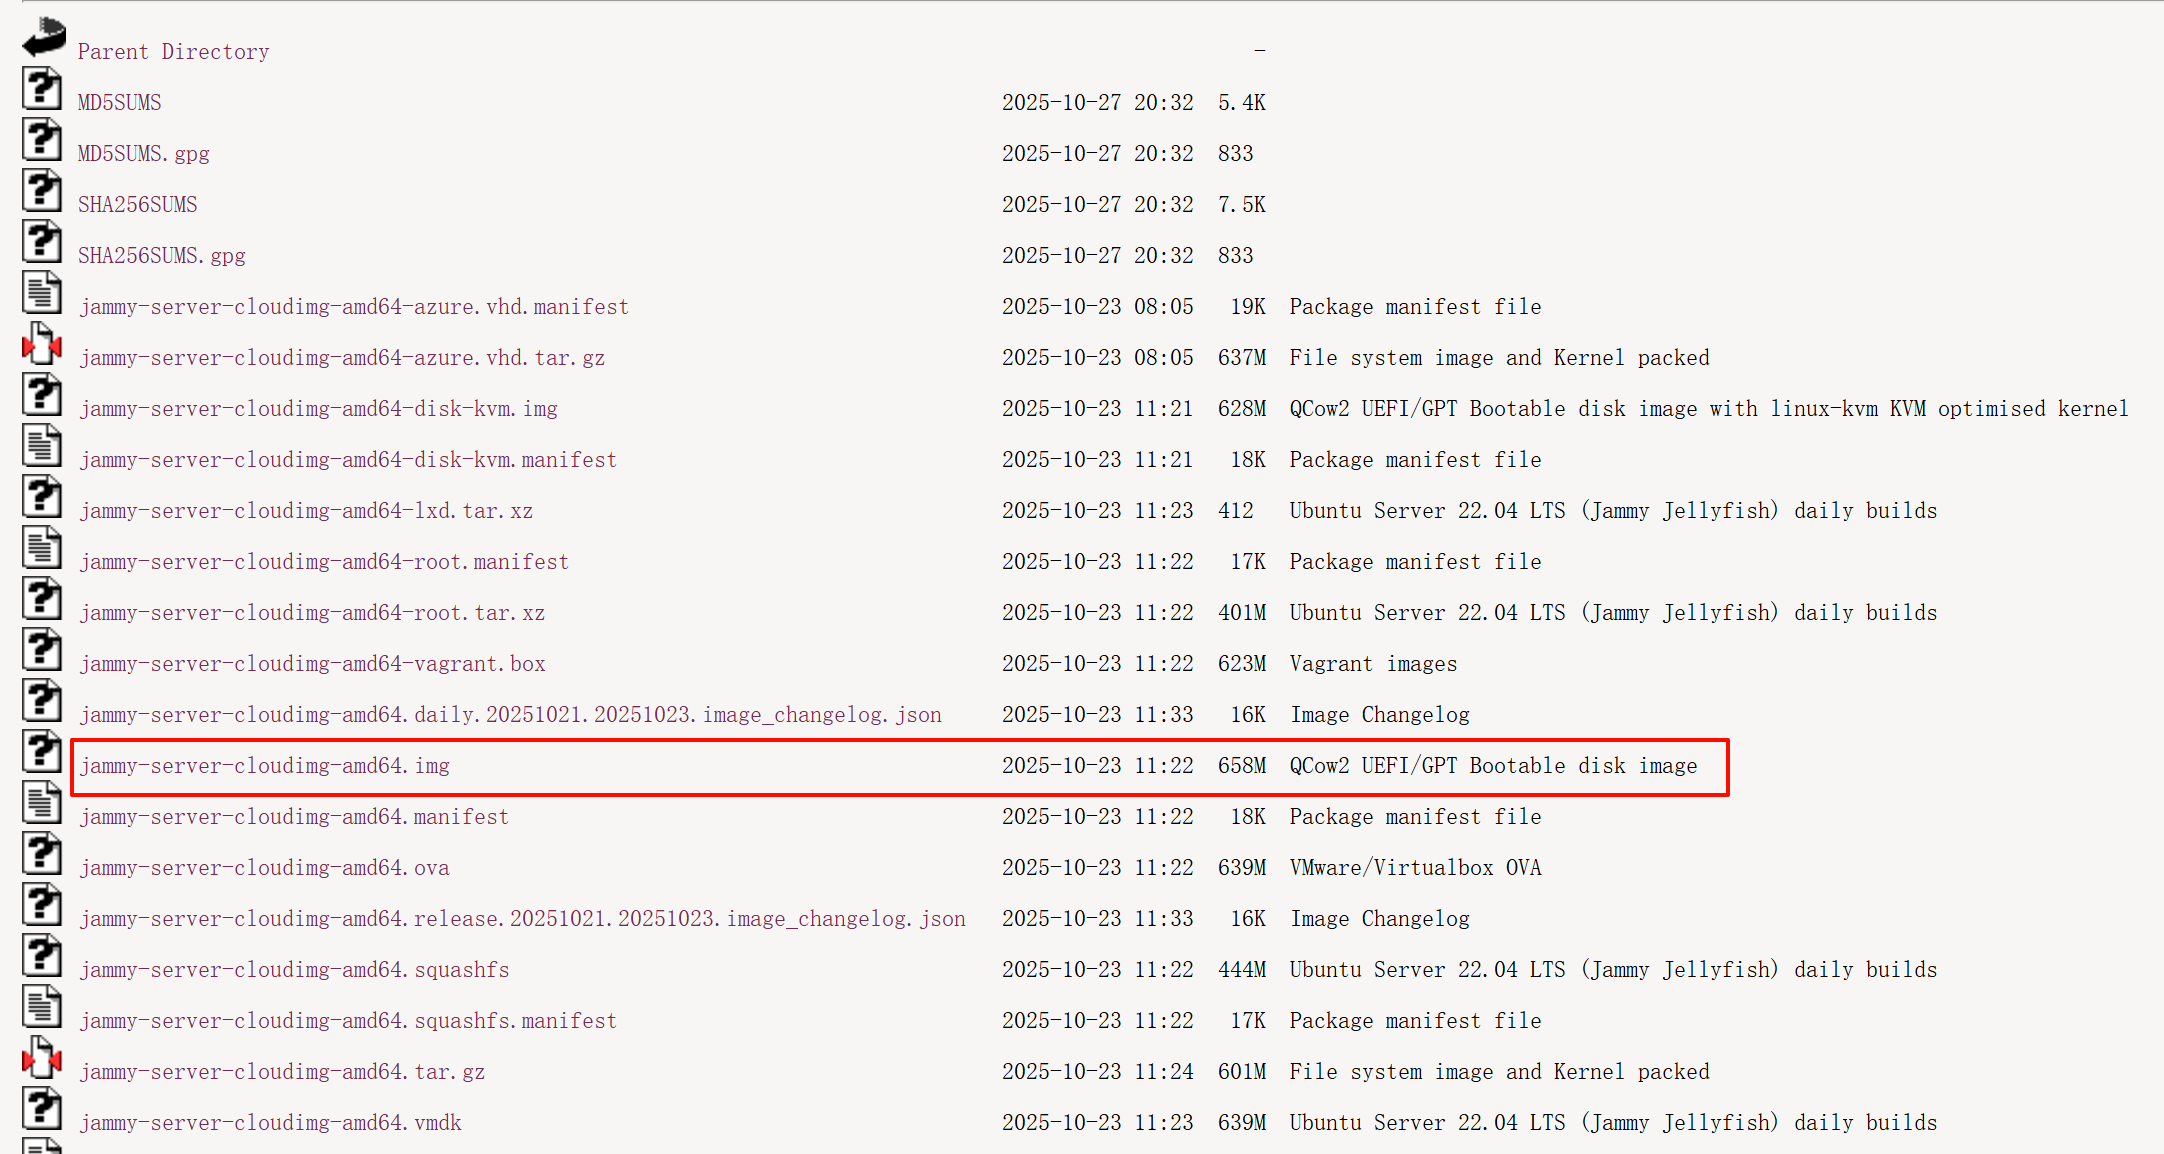 Parent Directory -
MD5SUMS 2025-10-27 20:32 5.4K
MD5SUMS.gpg 2025-10-27 20:32 833
SHA256SUMS 2025-10-27 20:32 7.5K
SHA256SUMS.gpg 2025-10-27 20:32 833
jammy-server-cloudimg-amd64-azure.vhd.manifest 2025-10-23 08:05 19K Package manifest file
jammy-server-cloudimg-amd64-azure.vhd.tar.gz 2025-10-23 08:05 637M File system image and Kernel packed
jammy-server-cloudimg-amd64-disk-kvm.img 2025-10-23 11:21 628M QCow2 UEFI/GPT Bootable disk image with linux-kvm KVM optimised kernel
jammy-server-cloudimg-amd64-disk-kvm.manifest 2025-10-23 11:21 18K Package manifest file
jammy-server-cloudimg-amd64-lxd.tar.xz 2025-10-23 11:23 412 Ubuntu Server 22.04 LTS (Jammy Jellyfish) daily builds
jammy-server-cloudimg-amd64-root.manifest 2025-10-23 11:22 17K Package manifest file
jammy-server-cloudimg-amd64-root.tar.xz 2025-10-23 11:22 401M Ubuntu Server 22.04 LTS (Jammy Jellyfish) daily builds
jammy-server-cloudimg-amd64-vagrant.box 2025-10-23 11:22 623M Vagrant images
jammy-server-cloudimg-amd64.daily.20251021.20251023.image_changelog.json 2025-10-23 11:33 16K Image Changelog
jammy-server-cloudimg-amd64.img 2025-10-23 11:22 658M QCow2 UEFI/GPT Bootable disk image
jammy-server-cloudimg-amd64.manifest 2025-10-23 11:22 18K Package manifest file
jammy-server-cloudimg-amd64.ova 2025-10-23 11:22 639M VMware/Virtualbox OVA
jammy-server-cloudimg-amd64.release.20251021.20251023.image_changelog.json 2025-10-23 11:33 16K Image Changelog
jammy-server-cloudimg-amd64.squashfs 2025-10-23 11:22 444M Ubuntu Server 22.04 LTS (Jammy Jellyfish) daily builds
jammy-server-cloudimg-amd64.squashfs.manifest 2025-10-23 11:22 17K Package manifest file
jammy-server-cloudimg-amd64.tar.gz 2025-10-23 11:24 601M File system image and Kernel packed
jammy-server-cloudimg-amd64.vmdk 2025-10-23 11:23 639M Ubuntu Server 22.04 LTS (Jammy Jellyfish) daily builds